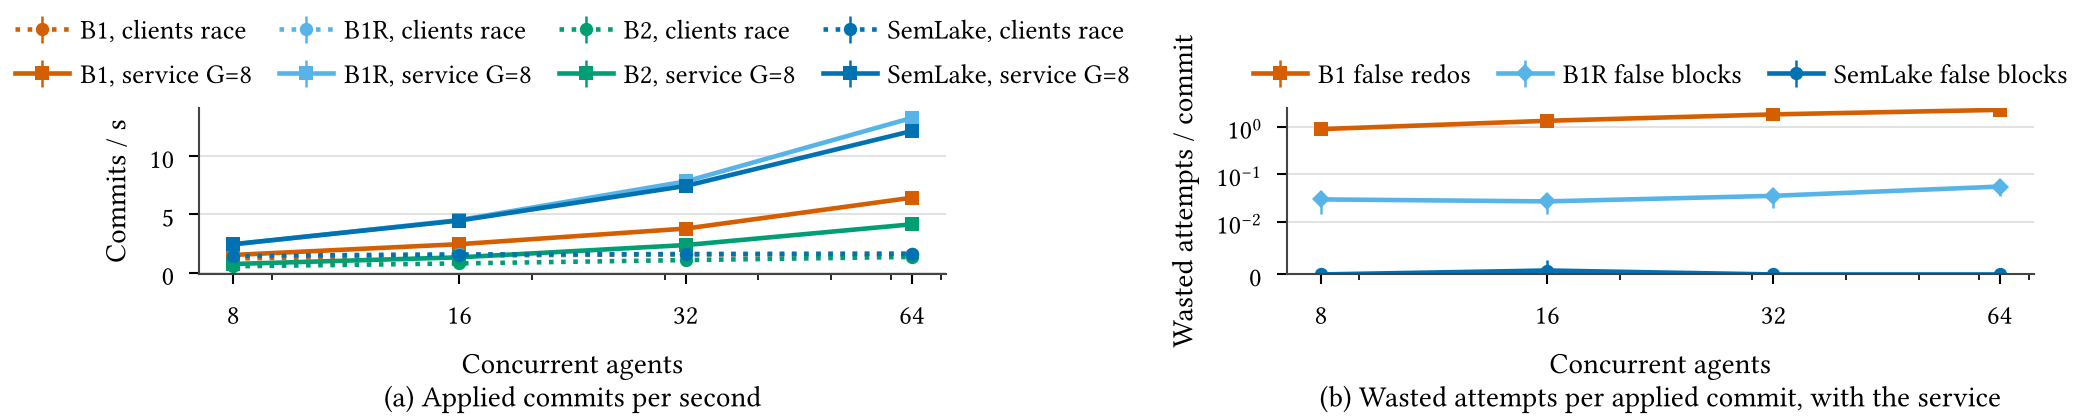 B1, clients race
B1R, clients race
B2, clients race
SemLake, clients race
B1, service G=8
B1R, service G=8
B2, service G=8
SemLake, service G=8
Commits / s
10
5
0
8
16
32
64
Concurrent agents
(a) Applied commits per second
B1 false redos
B1R false blocks
SemLake false blocks
Wasted attempts / commit
10⁰
10⁻¹
10⁻²
0
8
16
32
64
Concurrent agents
(b) Wasted attempts per applied commit, with the service